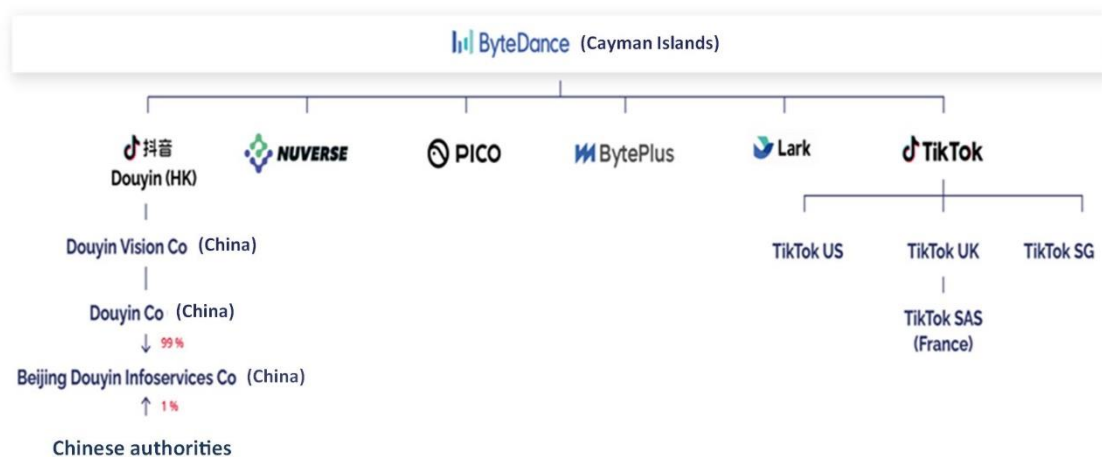 ByteDance (Cayman Islands)
抖音
Douyin (HK)
NUVERSE
PICO
BytePlus
Lark
TikTok
Douyin Vision Co (China)
TikTok US
TikTok UK
TikTok SG
Douyin Co (China)
TikTok SAS
(France)
99 %
Beijing Douyin Infoservices Co (China)
1 %
Chinese authorities